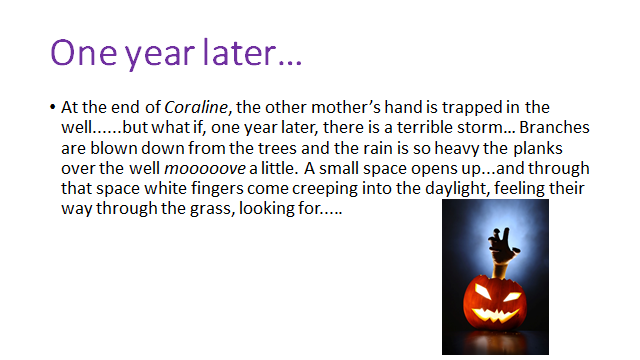 One year later…
• At the end of Coraline, the other mother’s hand is trapped in the
well......but what if, one year later, there is a terrible storm… Branches
are blown down from the trees and the rain is so heavy the planks
over the well mooooove a little. A small space opens up...and through
that space white fingers come creeping into the daylight, feeling their
way through the grass, looking for.....